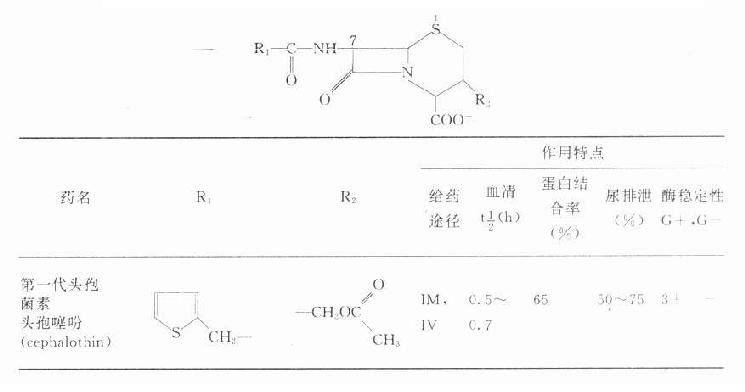 S
1
R₁—C—NH
7
O
O
N
R₂
COO⁻
作用特点
药名
R₁
R₂
给药
途径
血清
t½(h)
蛋白结
合率
(%)
尿排泄
(%)
酶稳定性
G+,G−
第一代头孢
菌素
头孢噻吩
(cephalothin)
S
CH₂—
—CH₂OC
O
CH₃
IM,
IV
0.5～
0.7
65
50～75
3+
—